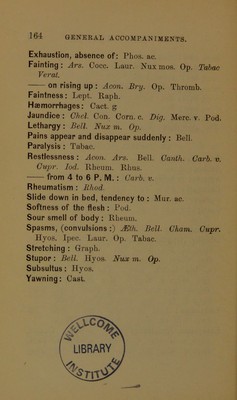 164 GENERAL ACCOMPANIMENTS.
Exhaustion, absence of: Phos. ac.
Fainting: Ars. Cocc. Laur. Nux mos. Op. Tabac
Verat.
—— on rising up: Acon. Bry. Op. Thromb.
Faintness: Lept. Raph.
Hæmorrhages: Cact. g
Jaundice: Chel. Con. Corn. c. Dig. Merc. v. Pod.
Lethargy: Bell. Nux m. Op.
Pains appear and disappear suddenly: Bell.
Paralysis: Tabac.
Restlessness: Acon. Ars. Bell. Canth. Carb. v.
Cupr. Iod. Rheum. Rhus.
—— from 4 to 6 P. M.: Carb. v.
Rheumatism: Rhod.
Slide down in bed, tendency to: Mur. ac.
Softness of the flesh: Pod.
Sour smell of body: Rheum.
Spasms, (convulsions:) Æth. Bell. Cham. Cupr.
Hyos. Ipec. Laur. Op. Tabac.
Stretching: Graph.
Stupor: Bell. Hyos. Nux m. Op.
Subsultus: Hyos.
Yawning: Cast.
WELLCOME
LIBRARY
INSTITUTE